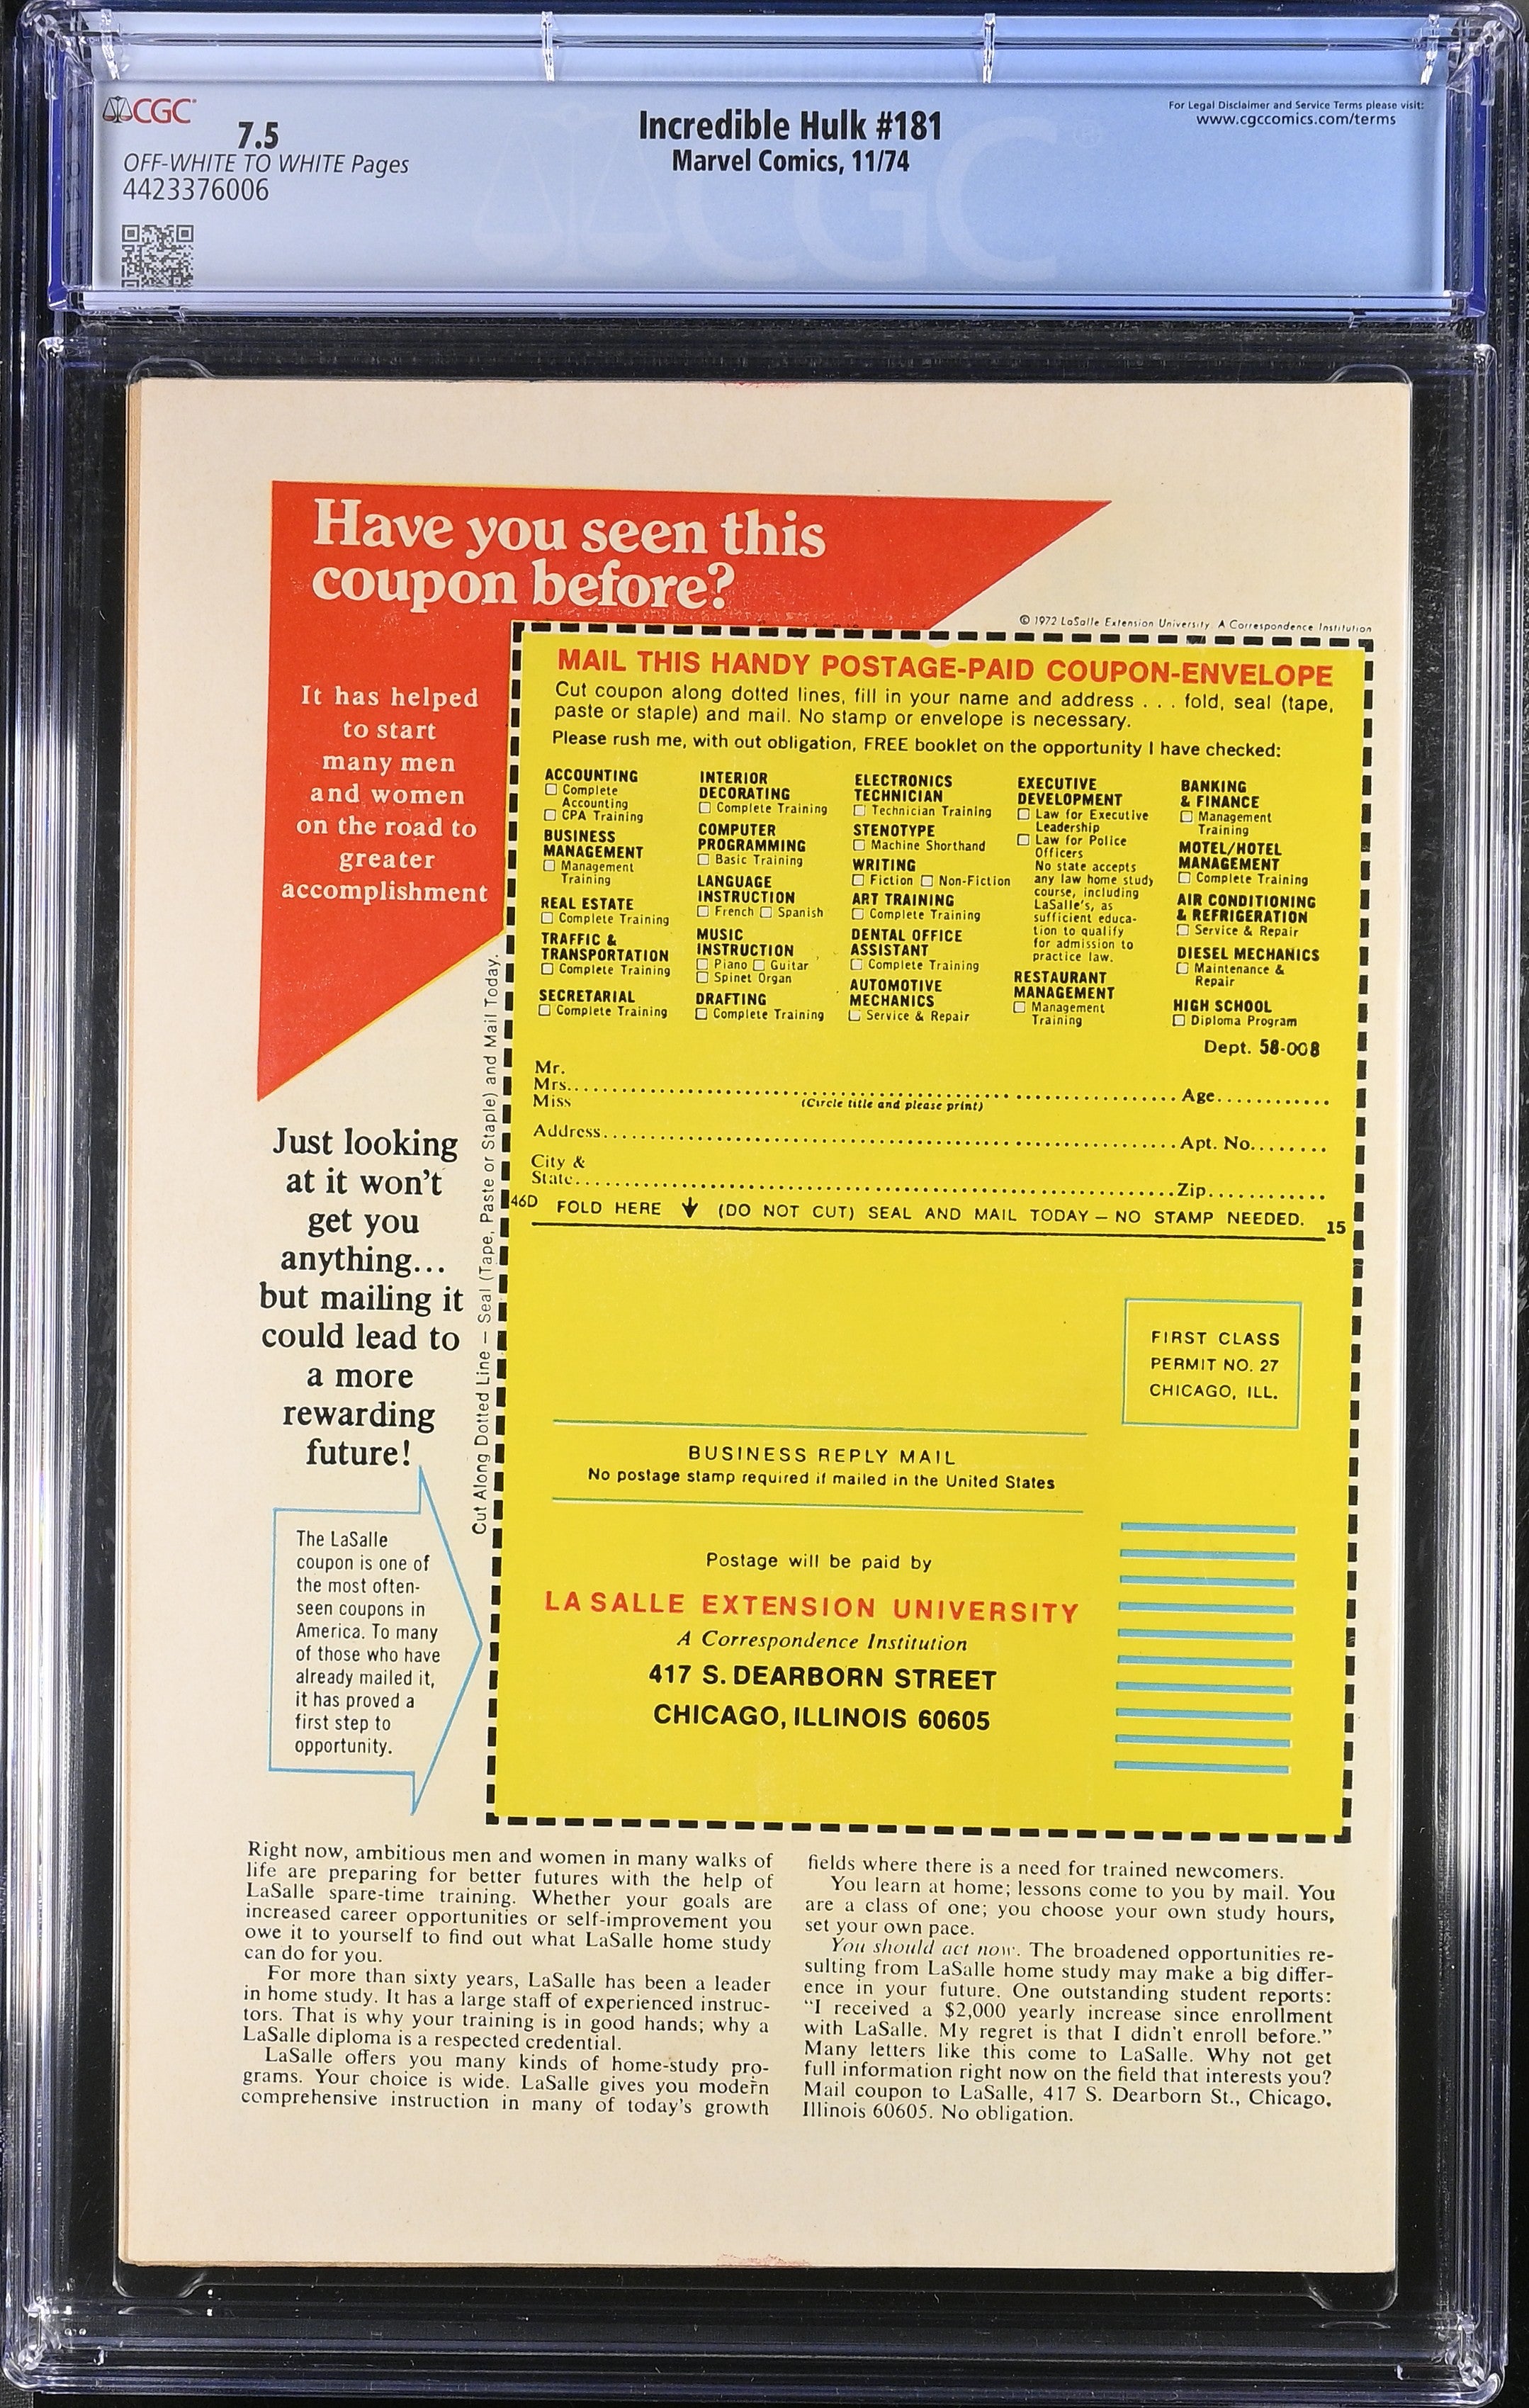 CGC
7.5
OFF-WHITE TO WHITE Pages
4423376006
Incredible Hulk #181
Marvel Comics, 11/74
For Legal Disclaimer and Service Terms please visit:
www.cgccomics.com/terms
CGC
Have you seen this
coupon before?
It has helped
to start
many men
and women
on the road to
greater
accomplishment
Just looking
at it won't
get you
anything...
but mailing it
could lead to
a more
rewarding
future!
The LaSalle
coupon is one of
the most often-
seen coupons in
America. To many
of those who have
already mailed it,
it has proved a
first step to
opportunity.
Cut Along Dotted Line – Seal (Tape, Paste or Staple) and Mail Today.
© 1972 LaSalle Extension University. A Correspondence Institution
MAIL THIS HANDY POSTAGE-PAID COUPON-ENVELOPE
Cut coupon along dotted lines, fill in your name and address . . . fold, seal (tape,
paste or staple) and mail. No stamp or envelope is necessary.
Please rush me, with out obligation, FREE booklet on the opportunity I have checked:
ACCOUNTING
☐ Complete
Accounting
☐ CPA Training
BUSINESS
MANAGEMENT
☐ Management
Training
REAL ESTATE
☐ Complete Training
TRAFFIC &
TRANSPORTATION
☐ Complete Training
SECRETARIAL
☐ Complete Training
INTERIOR
DECORATING
☐ Complete Training
COMPUTER
PROGRAMMING
☐ Basic Training
LANGUAGE
INSTRUCTION
☐ French ☐ Spanish
MUSIC
INSTRUCTION
☐ Piano ☐ Guitar
☐ Spinet Organ
DRAFTING
☐ Complete Training
ELECTRONICS
TECHNICIAN
☐ Technician Training
STENOTYPE
☐ Machine Shorthand
WRITING
☐ Fiction ☐ Non-Fiction
ART TRAINING
☐ Complete Training
DENTAL OFFICE
ASSISTANT
☐ Complete Training
AUTOMOTIVE
MECHANICS
☐ Service & Repair
EXECUTIVE
DEVELOPMENT
☐ Law for Executive
Leadership
☐ Law for Police
Officers
No state accepts
any law home study
course, including
LaSalle's, as
sufficient educa-
tion to qualify
for admission to
practice law.
RESTAURANT
MANAGEMENT
☐ Management
Training
BANKING
& FINANCE
☐ Management
Training
MOTEL/HOTEL
MANAGEMENT
☐ Complete Training
AIR CONDITIONING
& REFRIGERATION
☐ Service & Repair
DIESEL MECHANICS
☐ Maintenance &
Repair
HIGH SCHOOL
☐ Diploma Program
Dept. 58-008
Mr.
Mrs. Age
Miss (Circle title and please print)
Address Apt. No.
City &
State Zip
46D FOLD HERE ↓ (DO NOT CUT) SEAL AND MAIL TODAY – NO STAMP NEEDED. 15
FIRST CLASS
PERMIT NO. 27
CHICAGO, ILL.
BUSINESS REPLY MAIL
No postage stamp required if mailed in the United States
Postage will be paid by
LA SALLE EXTENSION UNIVERSITY
A Correspondence Institution
417 S. DEARBORN STREET
CHICAGO, ILLINOIS 60605
Right now, ambitious men and women in many walks of
life are preparing for better futures with the help of
LaSalle spare-time training. Whether your goals are
increased career opportunities or self-improvement you
owe it to yourself to find out what LaSalle home study
can do for you.
For more than sixty years, LaSalle has been a leader
in home study. It has a large staff of experienced instruc-
tors. That is why your training is in good hands; why a
LaSalle diploma is a respected credential.
LaSalle offers you many kinds of home-study pro-
grams. Your choice is wide. LaSalle gives you modern
comprehensive instruction in many of today's growth
fields where there is a need for trained newcomers.
You learn at home; lessons come to you by mail. You
are a class of one; you choose your own study hours,
set your own pace.
You should act now. The broadened opportunities re-
sulting from LaSalle home study may make a big differ-
ence in your future. One outstanding student reports:
"I received a $2,000 yearly increase since enrollment
with LaSalle. My regret is that I didn't enroll before."
Many letters like this come to LaSalle. Why not get
full information right now on the field that interests you?
Mail coupon to LaSalle, 417 S. Dearborn St., Chicago,
Illinois 60605. No obligation.